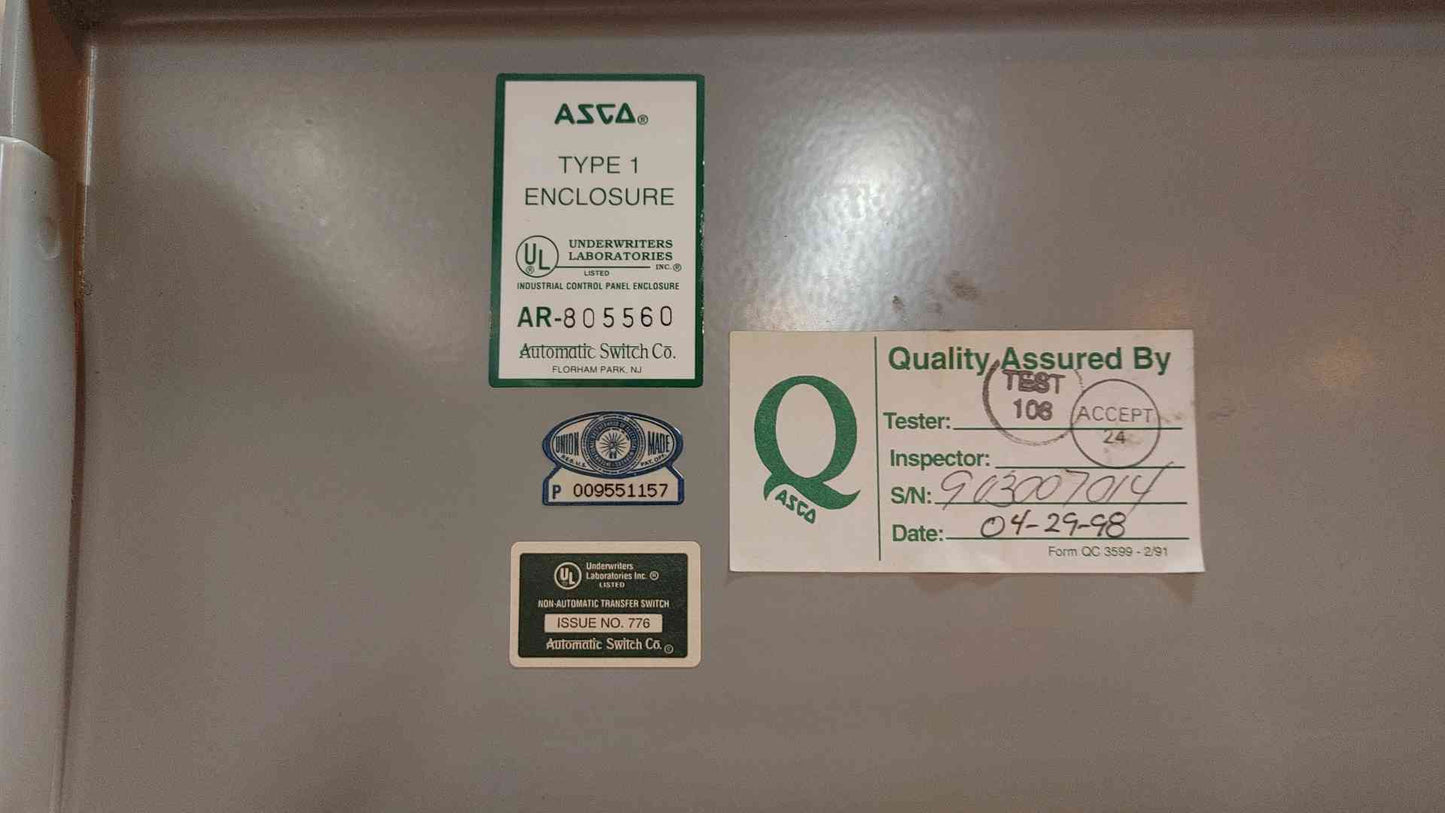 ASCO®
TYPE 1
ENCLOSURE
UL ®
UNDERWRITERS
LABORATORIES
INC.®
LISTED
INDUSTRIAL CONTROL PANEL ENCLOSURE
AR-805560
Automatic Switch Co.
FLORHAM PARK, NJ
UNION MADE
REG. U.S. PAT. OFF.
P 009551157
UL ®
Underwriters
Laboratories Inc. ®
LISTED
NON-AUTOMATIC TRANSFER SWITCH
ISSUE NO. 776
Automatic Switch Co. ©
Q
ASCO
Quality Assured By
TEST
106
ACCEPT
24
Tester:
Inspector:
S/N: 903007014
Date: 04-29-98
Form QC 3599 - 2/91